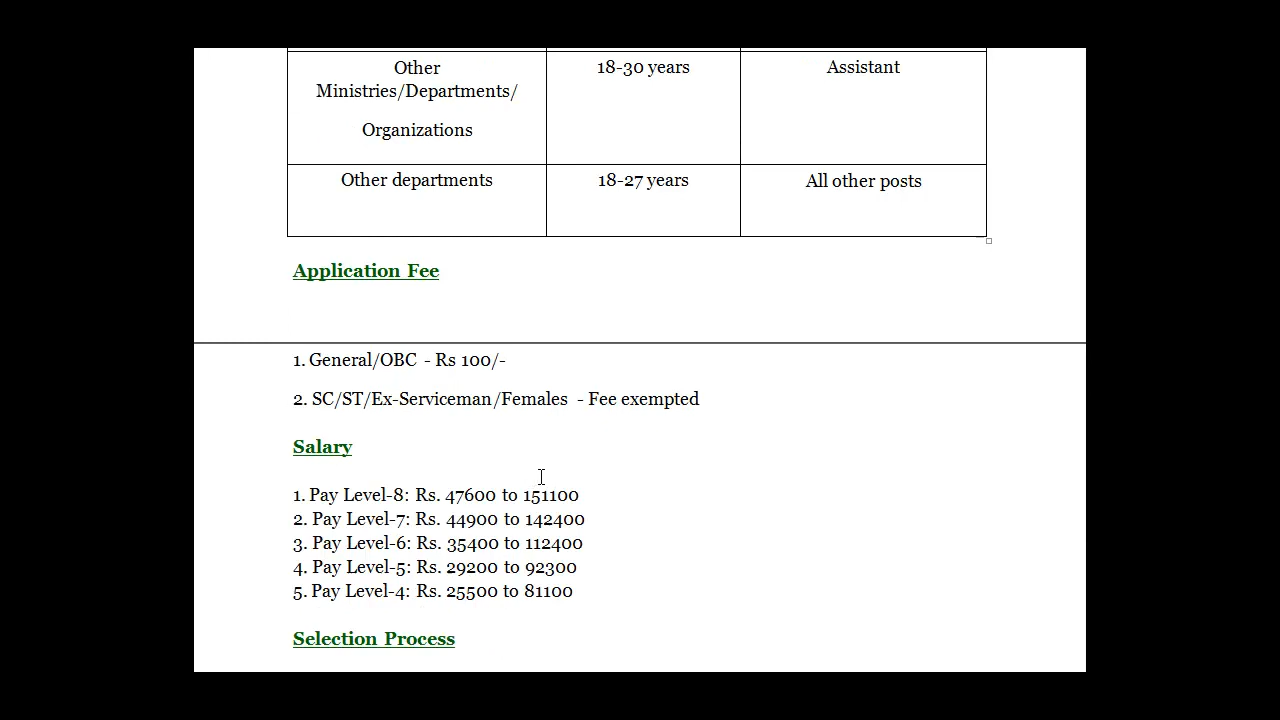 Other
Ministries/Departments/
Organizations
18-30 years
Assistant
Other departments
18-27 years
All other posts
Application Fee
1. General/OBC  - Rs 100/-
2. SC/ST/Ex-Serviceman/Females  - Fee exempted
Salary
1. Pay Level-8: Rs. 47600 to 151100
2. Pay Level-7: Rs. 44900 to 142400
3. Pay Level-6: Rs. 35400 to 112400
4. Pay Level-5: Rs. 29200 to 92300
5. Pay Level-4: Rs. 25500 to 81100
Selection Process